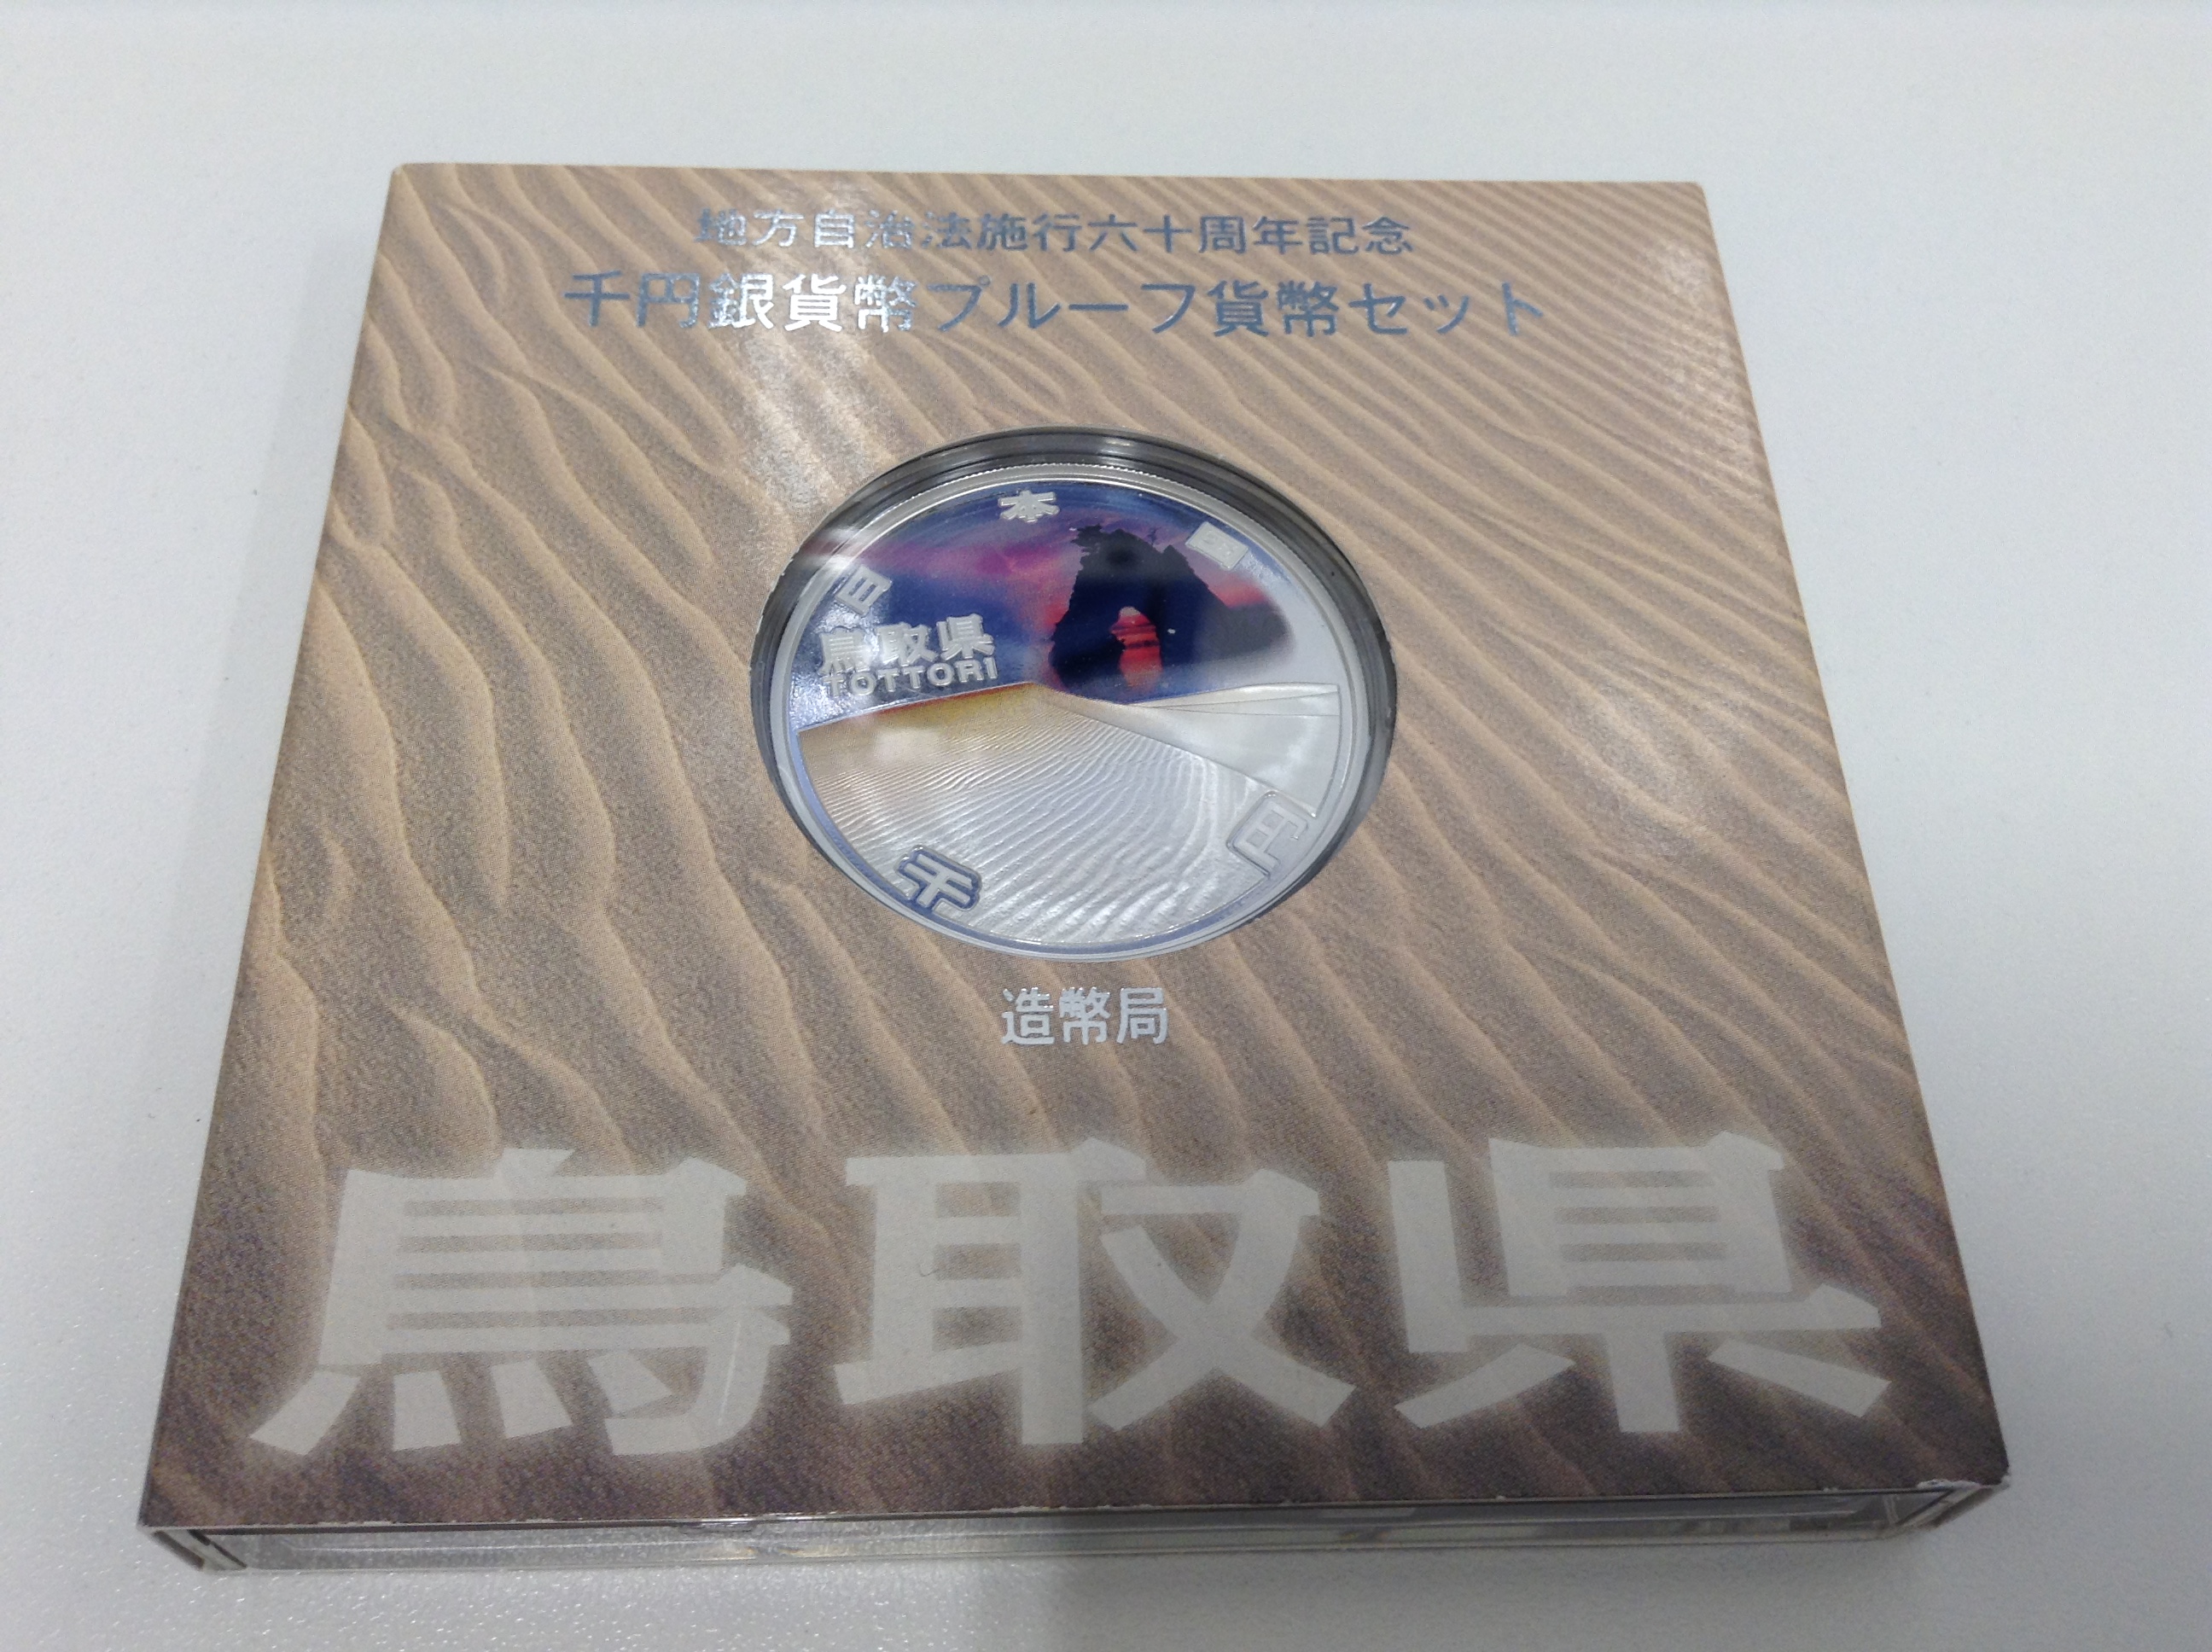 地方自治法施行六十周年記念
千円銀貨幣プルーフ貨幣セット
日本国
鳥取県
TOTTORI
千円
造幣局
鳥取県